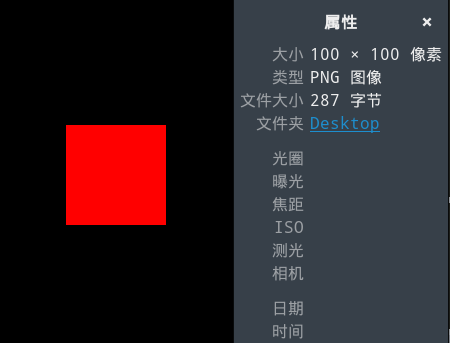 属性 ×
大小 100 × 100 像素
类型 PNG 图像
文件大小 287 字节
文件夹 Desktop
光圈
曝光
焦距
ISO
测光
相机
日期
时间